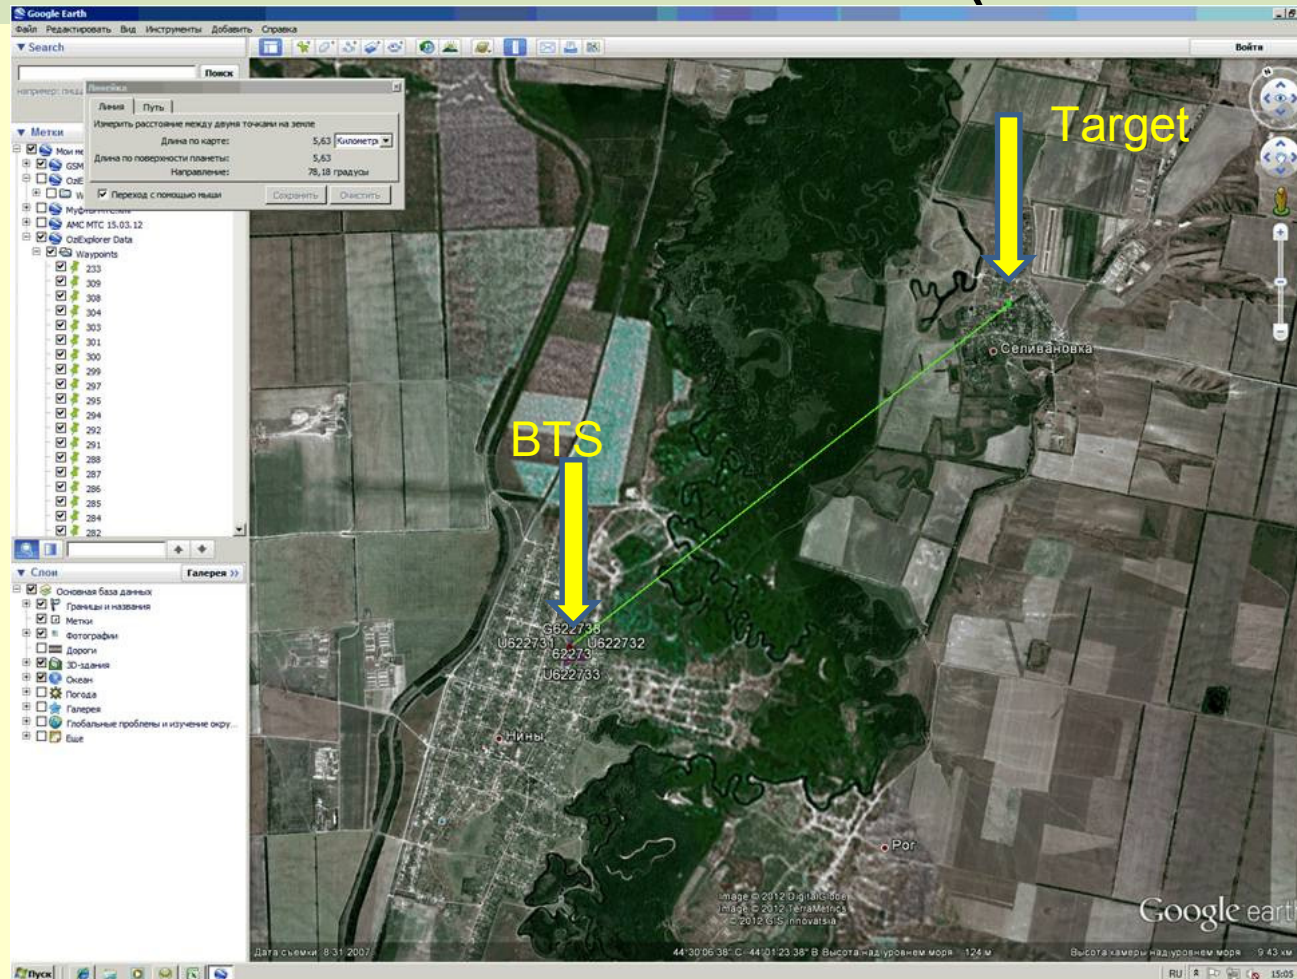 Google Earth
Файл Редактировать Вид Инструменты Добавить Справка
▼ Search
Войти
Поиск
Линейка
Линия Путь
Измерить расстояние между двумя точками на земле
Длина по карте: 5,63 Километры
Длина по поверхности планеты: 5,63
Направление: 78,18 градусы
Переход с помощью мыши Сохранить Очистить
▼ Метки
GSM
АМС МТС 15.03.12
OziExplorer Data
Waypoints
233
309
308
304
303
301
300
299
297
295
294
292
291
288
287
286
285
284
282
▼ Слои
Галерея >>
Основная база данных
Границы и названия
Метки
Фотографии
Дороги
3D-здания
Океан
Погода
Галерея
Глобальные проблемы и изучение окру...
Еще
Target
Селивановка
BTS
G622738
U622731 U622732
62273
U622733
Нины
Рог
Image © 2012 DigitalGlobe
Image © 2012 TerraMetrics
© 2012 GIS Innovatsia
Google earth
Дата съемки 8-31-2007
44°30'06.38" С 44°01'23.38" В Высота над уровнем моря 124 м
Высота камеры над уровнем моря 9.43 км
Пуск
RU
15:05